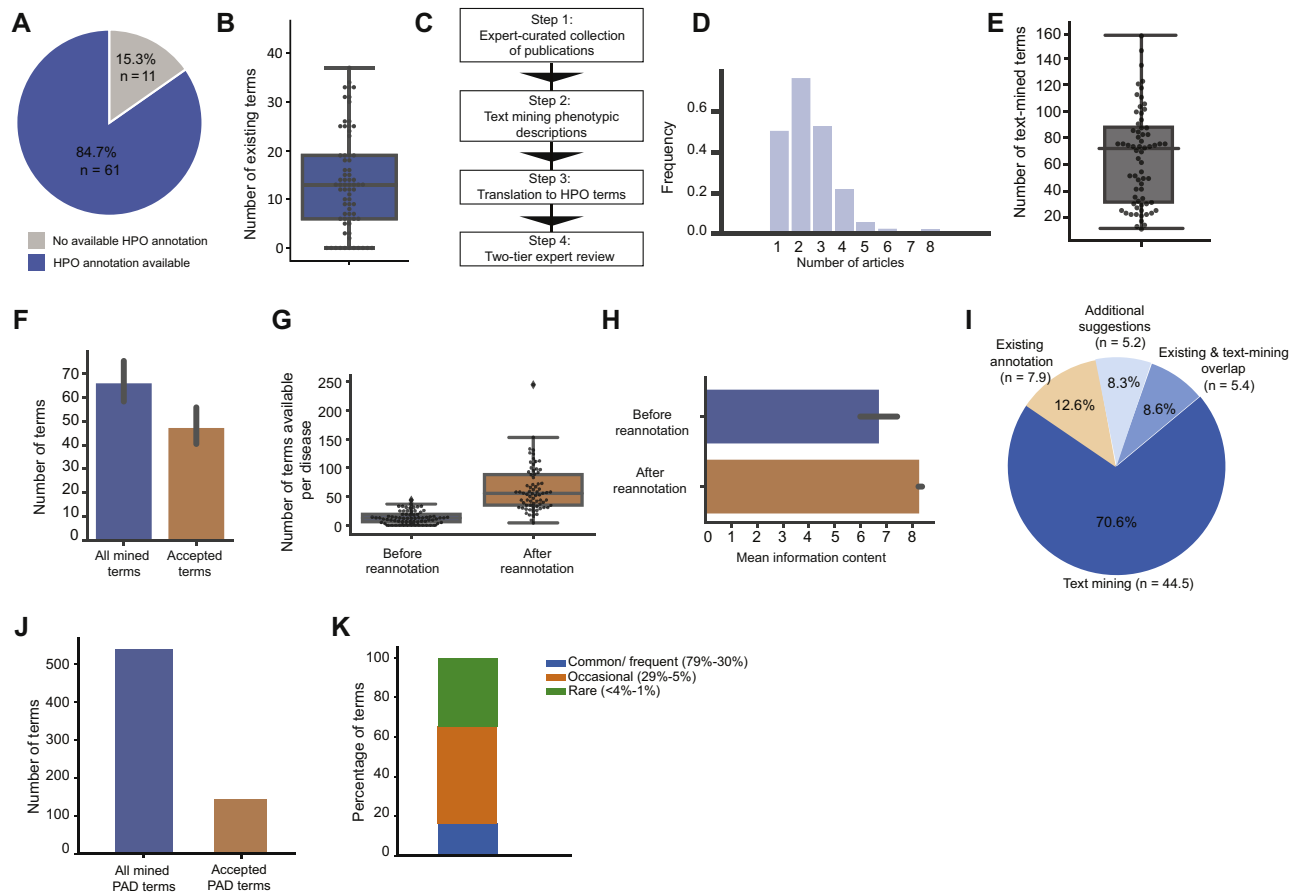 A
15.3%
n = 11
84.7%
n = 61
No available HPO annotation
HPO annotation available
B
Number of existing terms
40
30
20
10
0
C
Step 1:
Expert-curated collection
of publications
Step 2:
Text mining phenotypic
descriptions
Step 3:
Translation to HPO terms
Step 4:
Two-tier expert review
D
Frequency
0.6
0.4
0.2
0.0
1 2 3 4 5 6 7 8
Number of articles
E
Number of text-mined terms
160
140
120
100
80
60
40
20
F
Number of terms
70
60
50
40
30
20
10
0
All mined
terms
Accepted
terms
G
Number of terms available
per disease
250
200
150
100
50
0
Before
reannotation
After
reannotation
H
Before
reannotation
After
reannotation
0 1 2 3 4 5 6 7 8
Mean information content
I
Additional
suggestions
(n = 5.2)
Existing
annotation
(n = 7.9)
Existing & text-mining
overlap
(n = 5.4)
8.3%
12.6%
8.6%
70.6%
Text mining (n = 44.5)
J
Number of terms
500
400
300
200
100
0
All mined
PAD terms
Accepted
PAD terms
K
Percentage of terms
100
80
60
40
20
0
Common/ frequent (79%-30%)
Occasional (29%-5%)
Rare (<4%-1%)